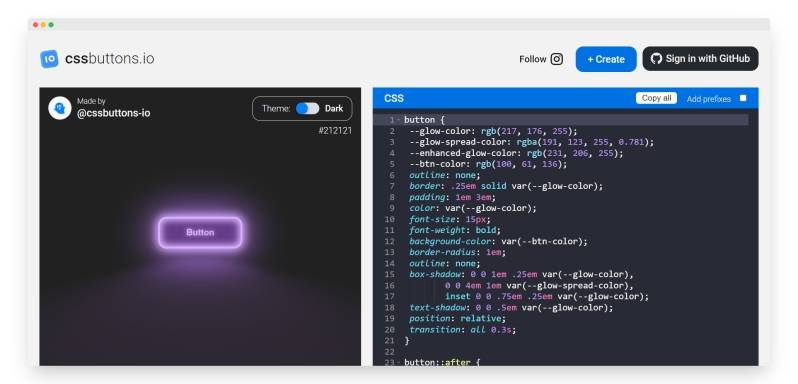 IO cssbuttons.io
Follow
+ Create
Sign in with GitHub
Made by
@cssbuttons-io
Theme: Dark
#212121
Button
CSS
Copy all
Add prefixes
1 button {
2 --glow-color: rgb(217, 176, 255);
3 --glow-spread-color: rgba(191, 123, 255, 0.781);
4 --enhanced-glow-color: rgb(231, 206, 255);
5 --btn-color: rgb(100, 61, 136);
6 outline: none;
7 border: .25em solid var(--glow-color);
8 padding: 1em 3em;
9 color: var(--glow-color);
10 font-size: 15px;
11 font-weight: bold;
12 background-color: var(--btn-color);
13 border-radius: 1em;
14 outline: none;
15 box-shadow: 0 0 1em .25em var(--glow-color),
16 0 0 4em 1em var(--glow-spread-color),
17 inset 0 0 .75em .25em var(--glow-color);
18 text-shadow: 0 0 .5em var(--glow-color);
19 position: relative;
20 transition: all 0.3s;
21 }
22
23 button::after {